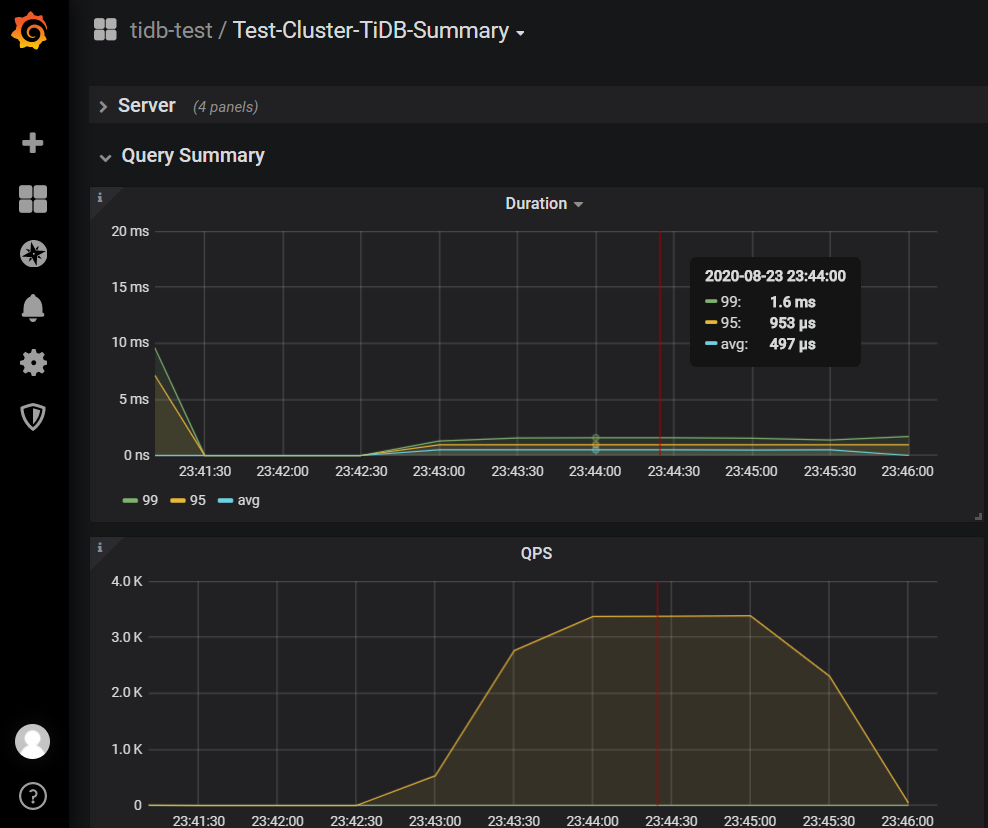 tidb-test / Test-Cluster-TiDB-Summary
Server (4 panels)
Query Summary
Duration
20 ms
15 ms
10 ms
5 ms
0 ns
2020-08-23 23:44:00
99: 1.6 ms
95: 953 µs
avg: 497 µs
23:41:30 23:42:00 23:42:30 23:43:00 23:43:30 23:44:00 23:44:30 23:45:00 23:45:30 23:46:00
99 95 avg
QPS
4.0 K
3.0 K
2.0 K
1.0 K
0
23:41:30 23:42:00 23:42:30 23:43:00 23:43:30 23:44:00 23:44:30 23:45:00 23:45:30 23:46:00